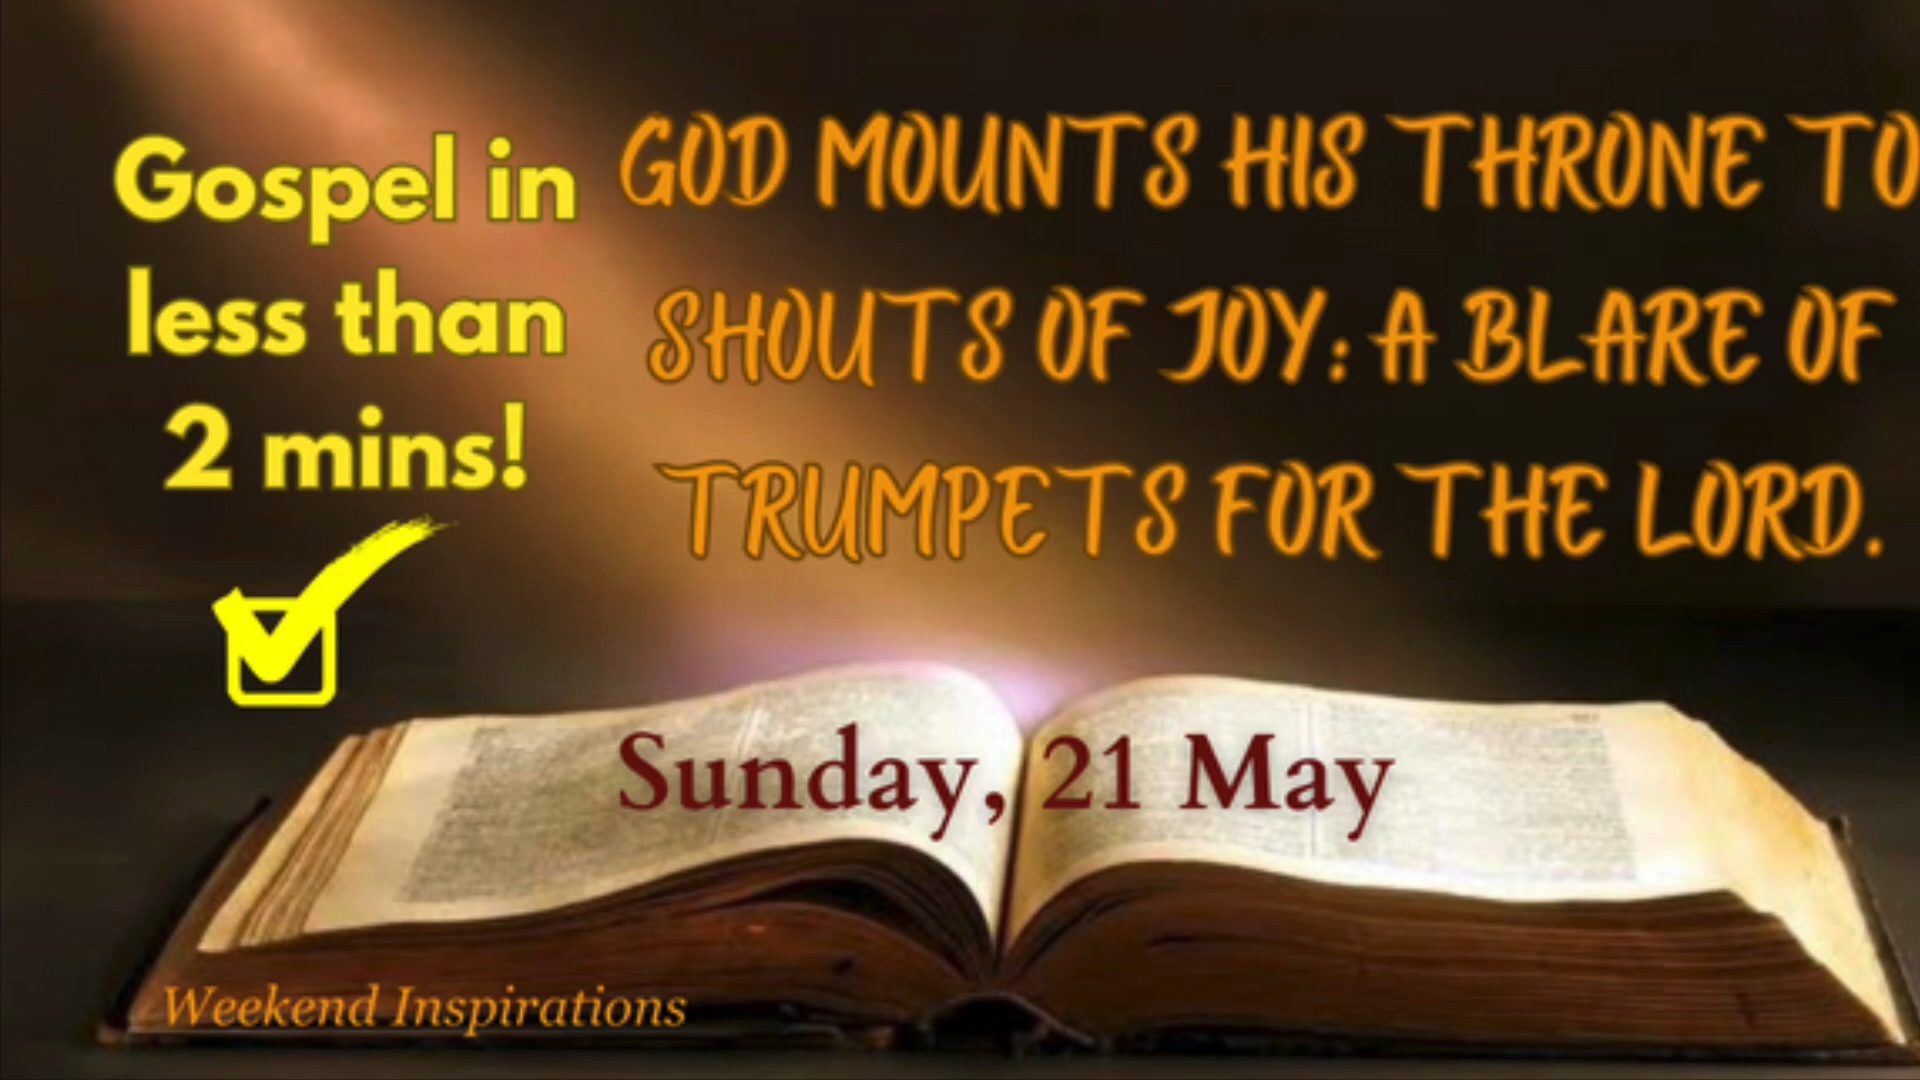 Gospel in
less than
2 mins!
GOD MOUNTS HIS THRONE TO
SHOUTS OF JOY: A BLARE OF
TRUMPETS FOR THE LORD.
Sunday, 21 May
Weekend Inspirations